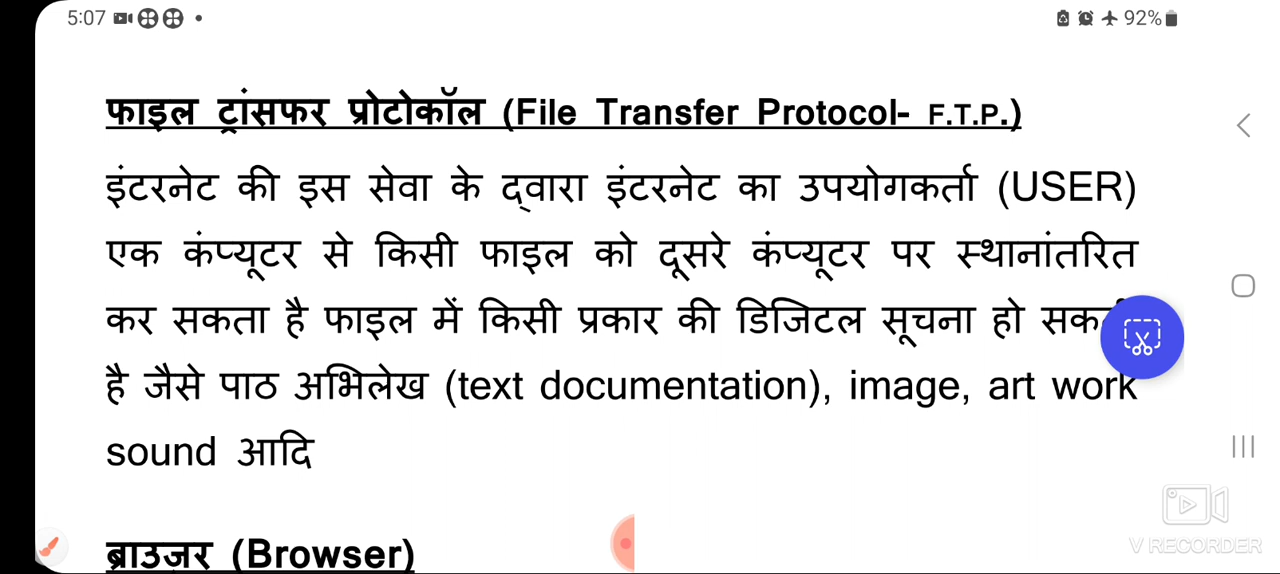 5:07
92%
फाइल ट्रांसफर प्रोटोकॉल (File Transfer Protocol- F.T.P.)
इंटरनेट की इस सेवा के द्वारा इंटरनेट का उपयोगकर्ता (USER)
एक कंप्यूटर से किसी फाइल को दूसरे कंप्यूटर पर स्थानांतरित
कर सकता है फाइल में किसी प्रकार की डिजिटल सूचना हो
है जैसे पाठ अभिलेख (text documentation), image, art work
sound आदि
ब्राउज़र (Browser)
V RECORDER